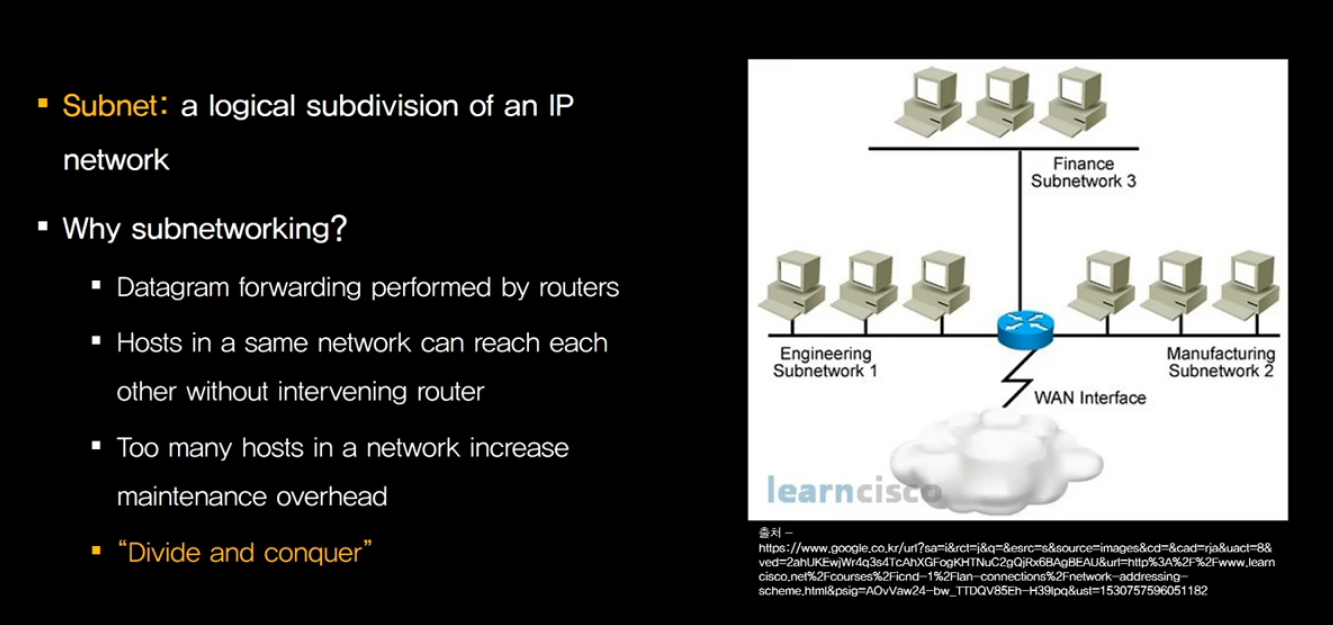 Subnet: a logical subdivision of an IP
network
Why subnetworking?
Datagram forwarding performed by routers
Hosts in a same network can reach each
other without intervening router
Too many hosts in a network increase
maintenance overhead
“Divide and conquer”
Finance
Subnetwork 3
Engineering
Subnetwork 1
Manufacturing
Subnetwork 2
WAN Interface
learncisco
출처 –
https://www.google.co.kr/url?sa=i&rct=j&q=&esrc=s&source=images&cd=&cad=rja&uact=8&
ved=2ahUKEwjWr4q3s4TcAhXGFogKHTNuC2gQjRx6BAgBEAU&url=http%3A%2F%2Fwww.learn
cisco.net%2Fcourses%2Ficnd-1%2Flan-connections%2Fnetwork-addressing-
scheme.html&psig=AOvVaw24-bw_TTDQV85Eh-H39lpq&ust=1530757596051182